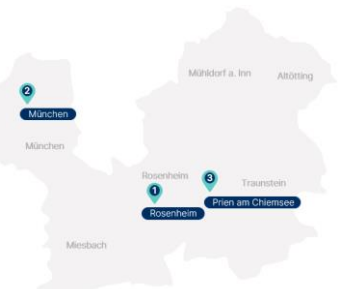 Mühldorf a. Inn
Altötting
2
München
München
Rosenheim
1
Rosenheim
3
Traunstein
Prien am Chiemsee
Miesbach